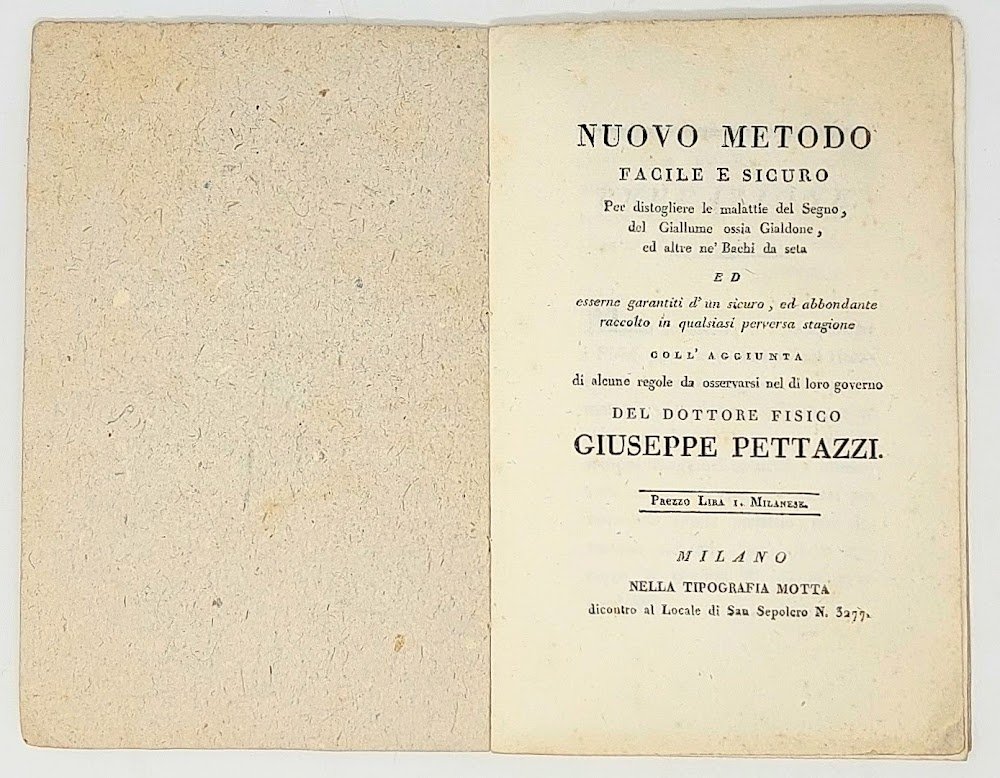 NUOVO METODO
FACILE E SICURO
Per distogliere le malattie del Segno,
del Giallume ossia Gialdone,
ed altre ne' Bachi da seta
ED
esserne garantiti d' un sicuro, ed abbondante
raccolto in qualsiasi perversa stagione
COLL' AGGIUNTA
di alcune regole da osservarsi nel di loro governo
DEL DOTTORE FISICO
GIUSEPPE PETTAZZI.
PREZZO LIRA 1. MILANESE.
MILANO
NELLA TIPOGRAFIA MOTTA
dicontro al Locale di San Sepolcro N. 3277.